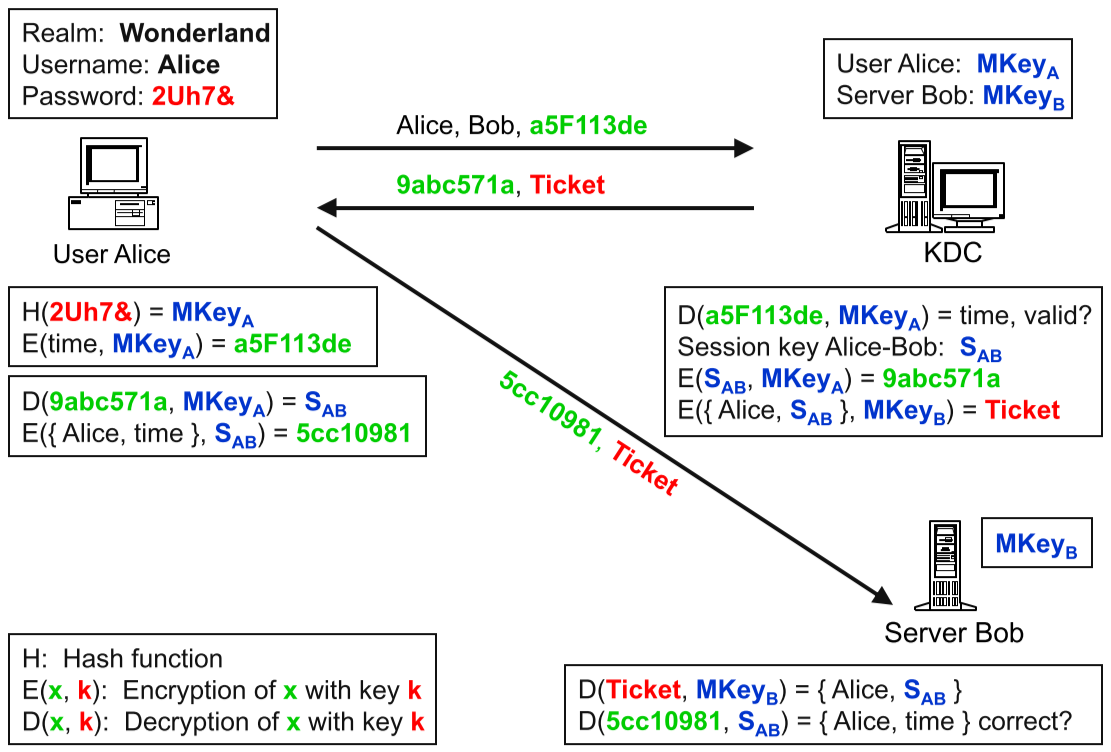 Realm: Wonderland
Username: Alice
Password: 2Uh7&
User Alice: MKeyA
Server Bob: MKeyB
Alice, Bob, a5F113de
9abc571a, Ticket
User Alice
KDC
H(2Uh7&) = MKeyA
E(time, MKeyA) = a5F113de
D(9abc571a, MKeyA) = SAB
E({ Alice, time }, SAB) = 5cc10981
D(a5F113de, MKeyA) = time, valid?
Session key Alice-Bob: SAB
E(SAB, MKeyA) = 9abc571a
E({ Alice, SAB }, MKeyB) = Ticket
5cc10981, Ticket
MKeyB
Server Bob
H: Hash function
E(x, k): Encryption of x with key k
D(x, k): Decryption of x with key k
D(Ticket, MKeyB) = { Alice, SAB }
D(5cc10981, SAB) = { Alice, time } correct?